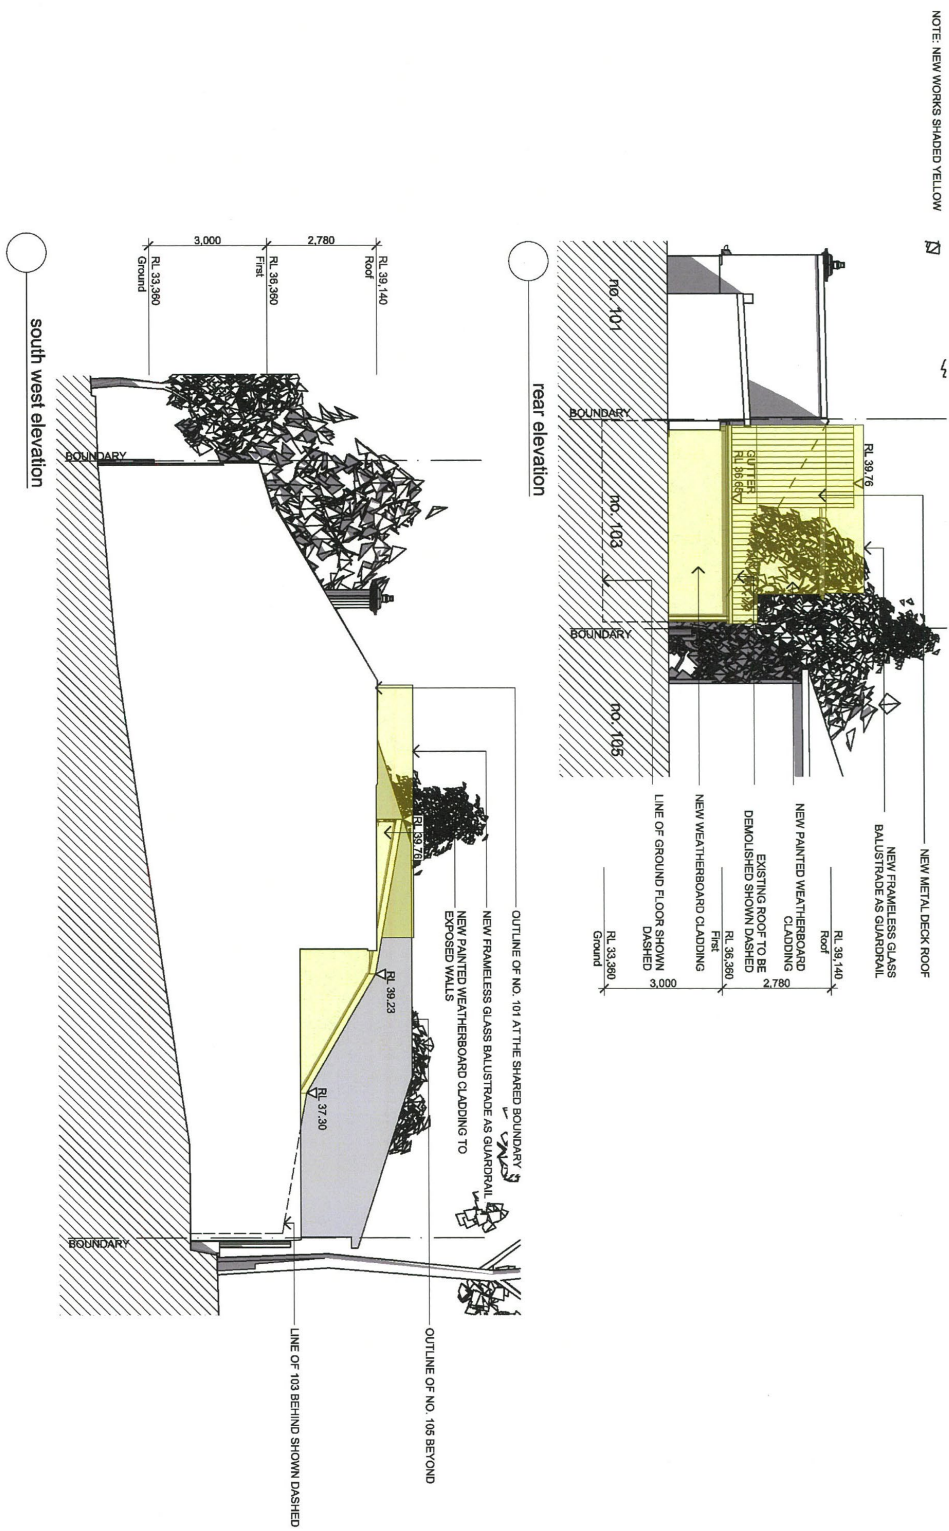 NOTE: NEW WORKS SHADED YELLOW
RL 39.76
GUTTER
RL 36.66
BOUNDARY
BOUNDARY
no. 101
no. 103
no. 105
rear elevation
NEW METAL DECK ROOF
NEW FRAMELESS GLASS
BALUSTRADE AS GUARDRAIL
NEW PAINTED WEATHERBOARD
CLADDING
EXISTING ROOF TO BE
DEMOLISHED SHOWN DASHED
NEW WEATHERBOARD CLADDING
LINE OF GROUND FLOOR SHOWN
DASHED
RL 39,140
Roof
2,780
RL 36,360
First
3,000
RL 33,360
Ground
RL 39,140
Roof
2,780
RL 36,360
First
3,000
RL 33,360
Ground
OUTLINE OF NO. 101 AT THE SHARED BOUNDARY
NEW FRAMELESS GLASS BALUSTRADE AS GUARDRAIL
NEW PAINTED WEATHERBOARD CLADDING TO
EXPOSED WALLS
RL 39.76
RL 39.23
RL 37.30
OUTLINE OF NO. 105 BEYOND
LINE OF 103 BEHIND SHOWN DASHED
BOUNDARY
BOUNDARY
south west elevation